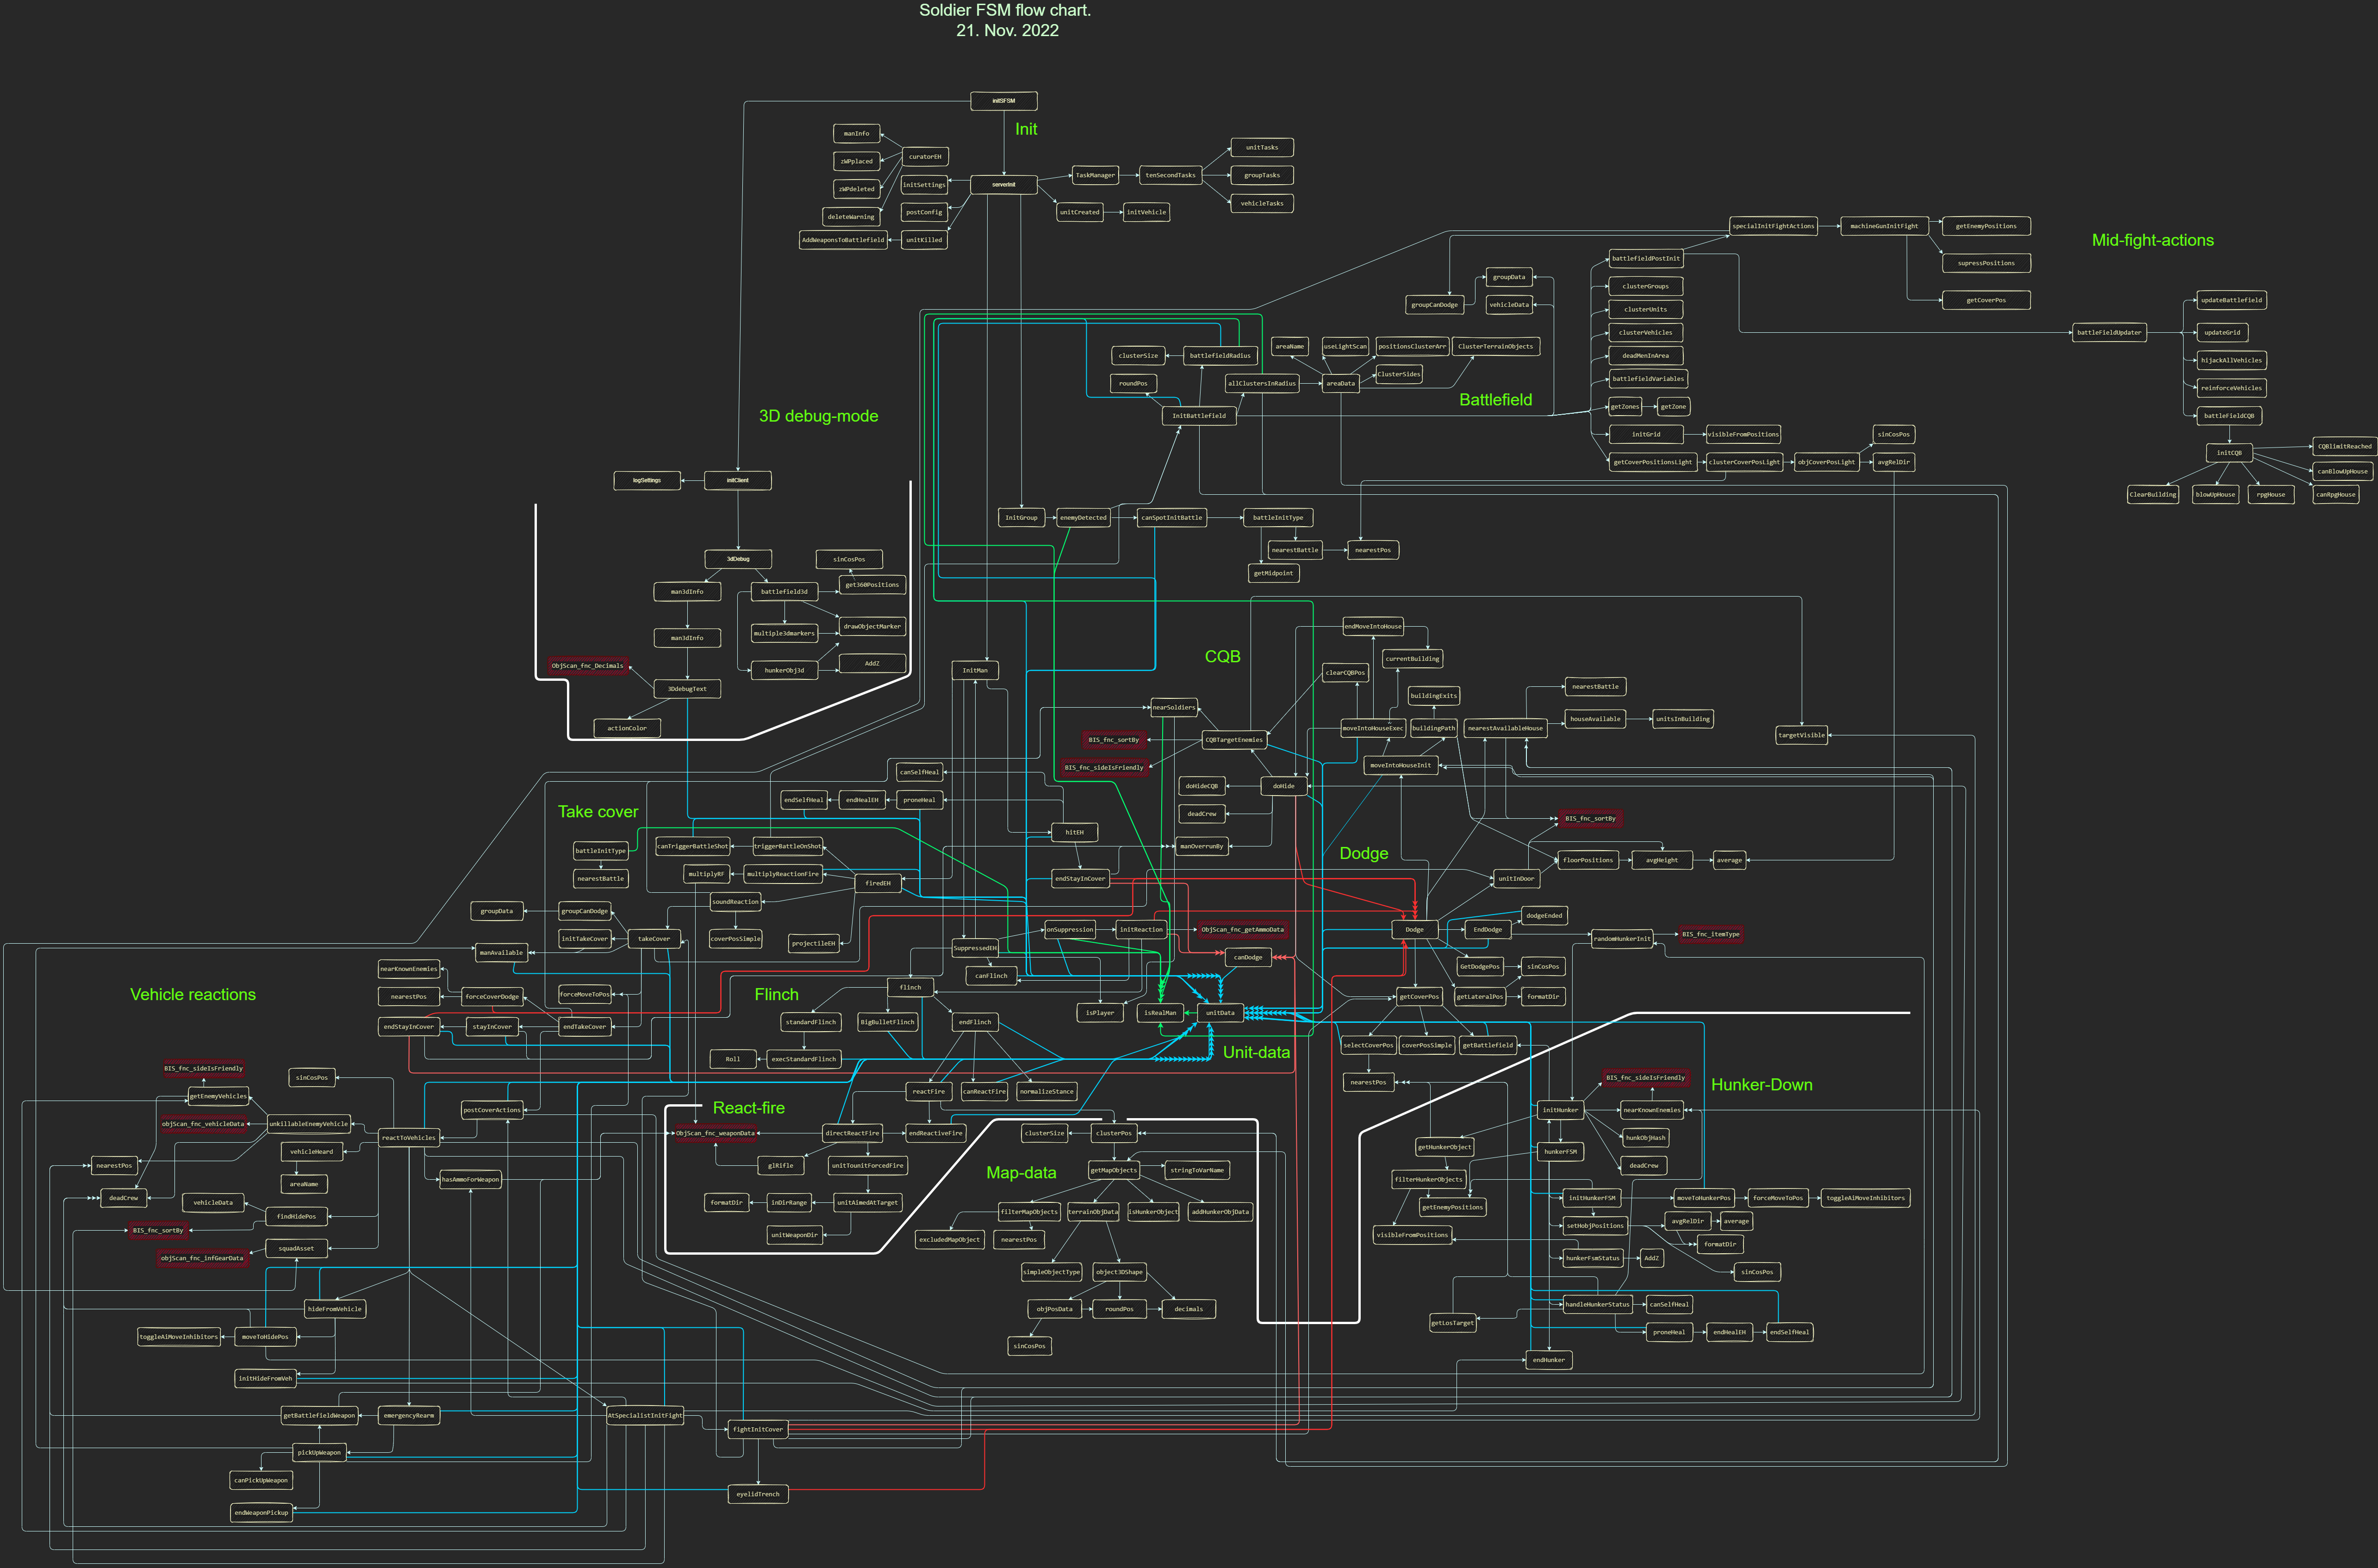 Soldier FSM flow chart.
21. Nov. 2022
initSFSM
Init
manInfo
curatorEH
zWPplaced
zWPdeleted
deleteWarning
AddWeaponsToBattlefield
initSettings
postConfig
unitKilled
serverInit
TaskManager
tenSecondTasks
unitTasks
groupTasks
vehicleTasks
unitCreated
initVehicle
specialInitFightActions
machineGunInitFight
getEnemyPositions
supressPositions
getCoverPos
Mid-fight-actions
battlefieldPostInit
groupData
groupCanDodge
vehicleData
clusterGroups
clusterUnits
clusterVehicles
deadMenInArea
battlefieldVariables
getZones
getZone
initGrid
visibleFromPositions
getCoverPositionsLight
clusterCoverPosLight
objCoverPosLight
sinCosPos
avgRelDir
battleFieldUpdater
updateBattlefield
updateGrid
hijackAllVehicles
reinforceVehicles
battleFieldCQB
initCQB
CQBlimitReached
canBlowUpHouse
canRpgHouse
ClearBuilding
blowUpHouse
rpgHouse
clusterSize
battlefieldRadius
roundPos
InitBattlefield
allClustersInRadius
areaName
useLightScan
positionsClusterArr
ClusterTerrainObjects
areaData
ClusterSides
Battlefield
3D debug-mode
logSettings
initClient
3dDebug
sinCosPos
man3dInfo
battlefield3d
get360Positions
man3dInfo
multiple3dmarkers
drawObjectMarker
ObjScan_fnc_Decimals
hunkerObj3d
AddZ
3DdebugText
actionColor
InitGroup
enemyDetected
canSpotInitBattle
battleInitType
nearestBattle
nearestPos
getMidpoint
InitMan
CQB
endMoveIntoHouse
currentBuilding
clearCQBPos
buildingExits
nearSoldiers
moveIntoHouseExec
buildingPath
nearestAvailableHouse
nearestBattle
houseAvailable
unitsInBuilding
targetVisible
BIS_fnc_sortBy
CQBTargetEnemies
BIS_fnc_sideIsFriendly
moveIntoHouseInit
doHideCQB
doHide
deadCrew
manOverrunBy
BIS_fnc_sortBy
Take cover
canSelfHeal
endSelfHeal
endHealEH
proneHeal
hitEH
battleInitType
nearestBattle
canTriggerBattleShot
triggerBattleOnShot
multiplyRF
multiplyReactionFire
firedEH
endStayInCover
Dodge
floorPositions
avgHeight
average
unitInDoor
groupData
groupCanDodge
initTakeCover
takeCover
soundReaction
coverPosSimple
projectileEH
manAvailable
SuppressedEH
onSuppression
initReaction
ObjScan_fnc_getAmmoData
canDodge
Dodge
EndDodge
dodgeEnded
randomHunkerInit
BIS_fnc_itemType
nearKnownEnemies
nearestPos
forceCoverDodge
forceMoveToPos
endStayInCover
stayInCover
endTakeCover
Vehicle reactions
Flinch
canFlinch
flinch
standardFlinch
BigBulletFlinch
endFlinch
Roll
execStandardFlinch
isPlayer
isRealMan
unitData
Unit-data
GetDodgePos
sinCosPos
getLateralPos
formatDir
getCoverPos
selectCoverPos
coverPosSimple
getBattlefield
nearestPos
BIS_fnc_sideIsFriendly
getEnemyVehicles
sinCosPos
objScan_fnc_vehicleData
unkillableEnemyVehicle
postCoverActions
reactToVehicles
vehicleHeard
areaName
nearestPos
deadCrew
vehicleData
findHidePos
BIS_fnc_sortBy
squadAsset
objScan_fnc_infGearData
hasAmmoForWeapon
reactFire
canReactFire
normalizeStance
React-fire
ObjScan_fnc_weaponData
directReactFire
endReactiveFire
glRifle
unitTounitForcedFire
formatDir
inDirRange
unitAimedAtTarget
unitWeaponDir
clusterSize
clusterPos
Map-data
getMapObjects
stringToVarName
filterMapObjects
terrainObjData
isHunkerObject
addHunkerObjData
excludedMapObject
nearestPos
simpleObjectType
object3DShape
objPosData
roundPos
decimals
sinCosPos
Hunker-Down
BIS_fnc_sideIsFriendly
initHunker
nearKnownEnemies
hunkObjHash
deadCrew
getHunkerObject
hunkerFSM
filterHunkerObjects
getEnemyPositions
visibleFromPositions
initHunkerFSM
moveToHunkerPos
forceMoveToPos
toggleAiMoveInhibitors
setHobjPositions
avgRelDir
average
formatDir
hunkerFsmStatus
AddZ
sinCosPos
handleHunkerStatus
canSelfHeal
getLosTarget
proneHeal
endHealEH
endSelfHeal
endHunker
hideFromVehicle
toggleAiMoveInhibitors
moveToHidePos
initHideFromVeh
getBattlefieldWeapon
emergencyRearm
AtSpecialistInitFight
fightInitCover
pickUpWeapon
canPickUpWeapon
eyelidTrench
endWeaponPickup